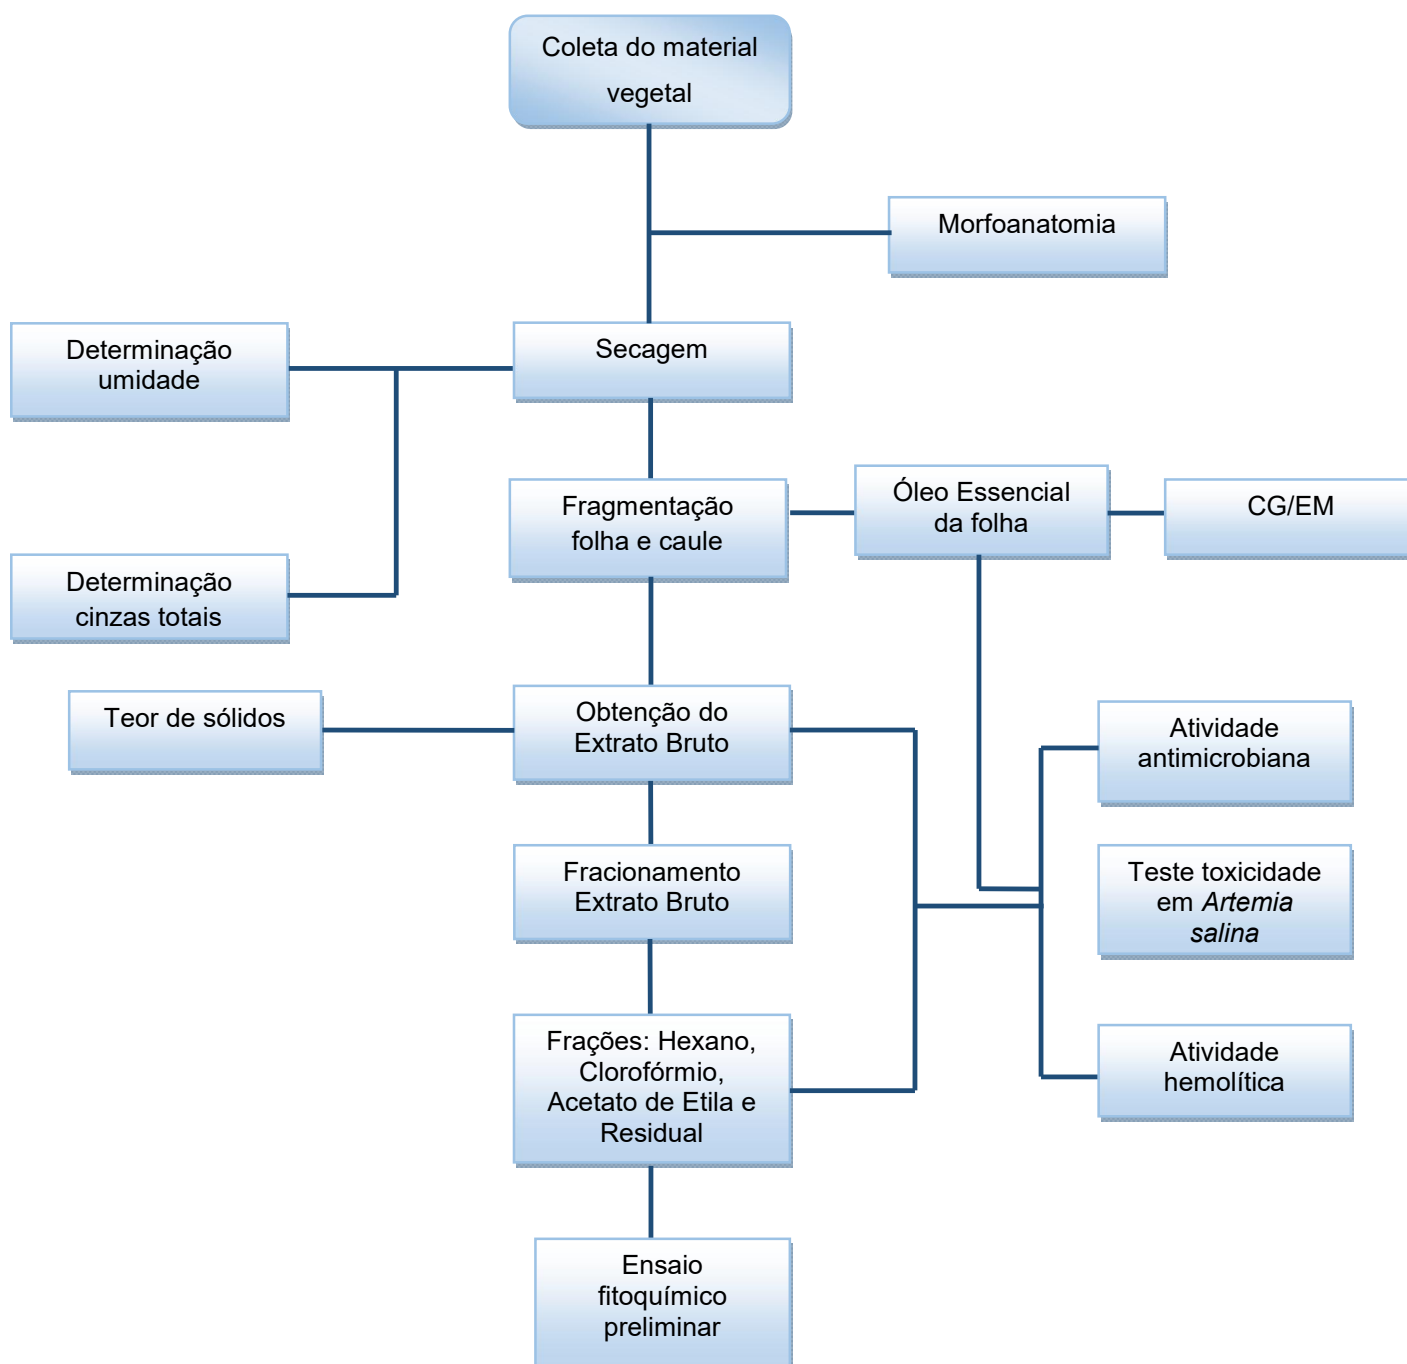 Coleta do material
vegetal
Morfoanatomia
Determinação
umidade
Secagem
Fragmentação
folha e caule
Óleo Essencial
da folha
CG/EM
Determinação
cinzas totais
Teor de sólidos
Obtenção do
Extrato Bruto
Atividade
antimicrobiana
Fracionamento
Extrato Bruto
Teste toxicidade
em Artemia
salina
Frações: Hexano,
Clorofórmio,
Acetato de Etila e
Residual
Atividade
hemolítica
Ensaio
fitoquímico
preliminar